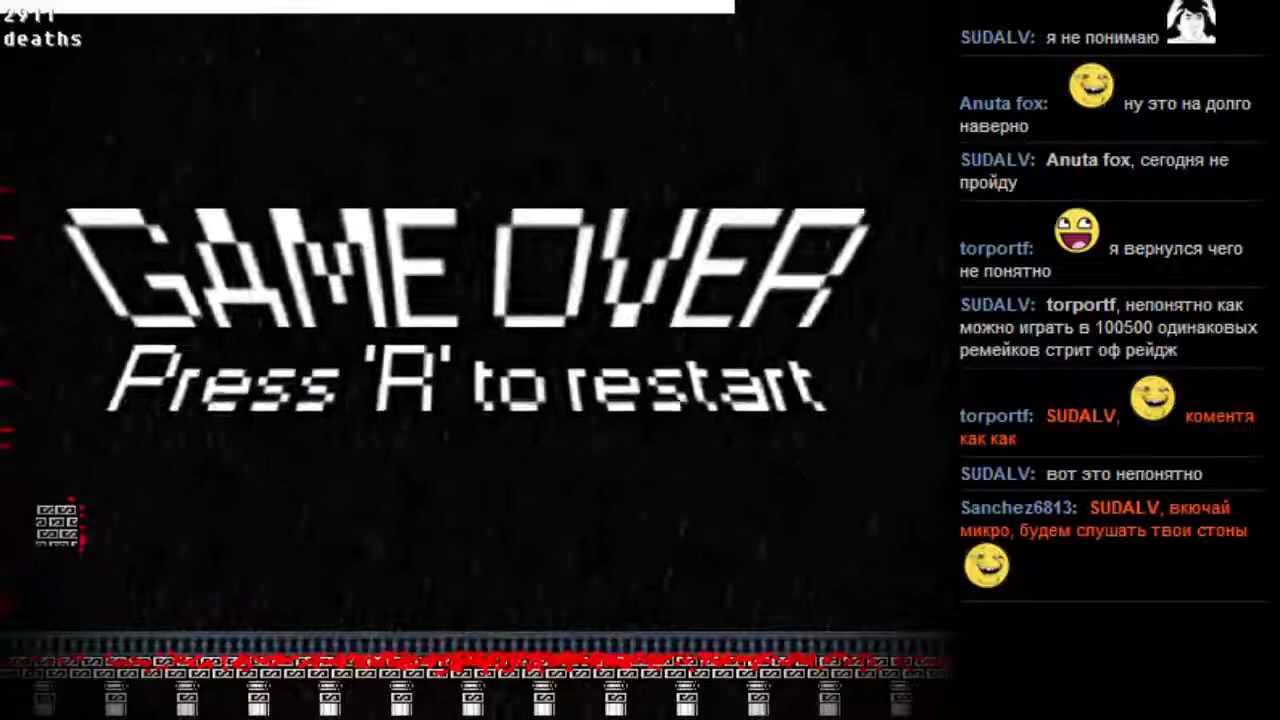 2911
deaths
GAME OVER
Press 'R' to restart
SUDALV: я не понимаю
Anuta fox: ну это на долго
наверно
SUDALV: Anuta fox, сегодня не
пройду
torportf: я вернулся чего
не понятно
SUDALV: torportf, непонятно как
можно играть в 100500 одинаковых
ремейков стрит оф рейдж
torportf: SUDALV, коментя
как как
SUDALV: вот это непонятно
Sanchez6813: SUDALV, вкючай
микро, будем слушать твои стоны